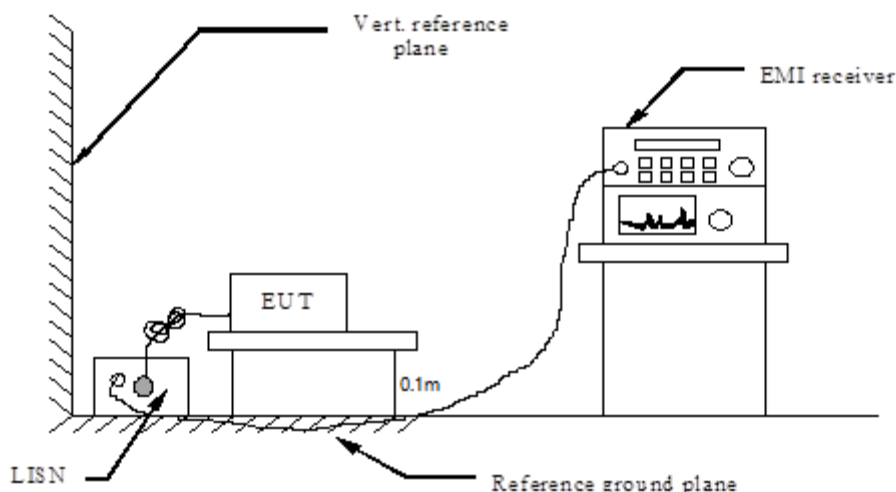 Vert. reference
plane
EMI receiver
EUT
0.1m
LISN
Reference ground plane